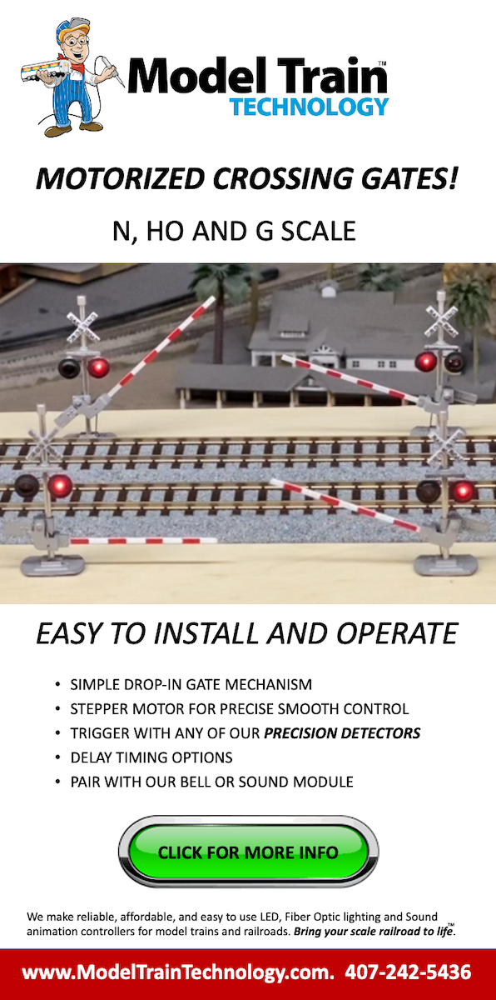 Model Train™
TECHNOLOGY
MOTORIZED CROSSING GATES!
N, HO AND G SCALE
EASY TO INSTALL AND OPERATE
• SIMPLE DROP-IN GATE MECHANISM
• STEPPER MOTOR FOR PRECISE SMOOTH CONTROL
• TRIGGER WITH ANY OF OUR PRECISION DETECTORS
• DELAY TIMING OPTIONS
• PAIR WITH OUR BELL OR SOUND MODULE
CLICK FOR MORE INFO
We make reliable, affordable, and easy to use LED, Fiber Optic lighting and Sound
animation controllers for model trains and railroads. Bring your scale railroad to life™.
www.ModelTrainTechnology.com. 407-242-5436